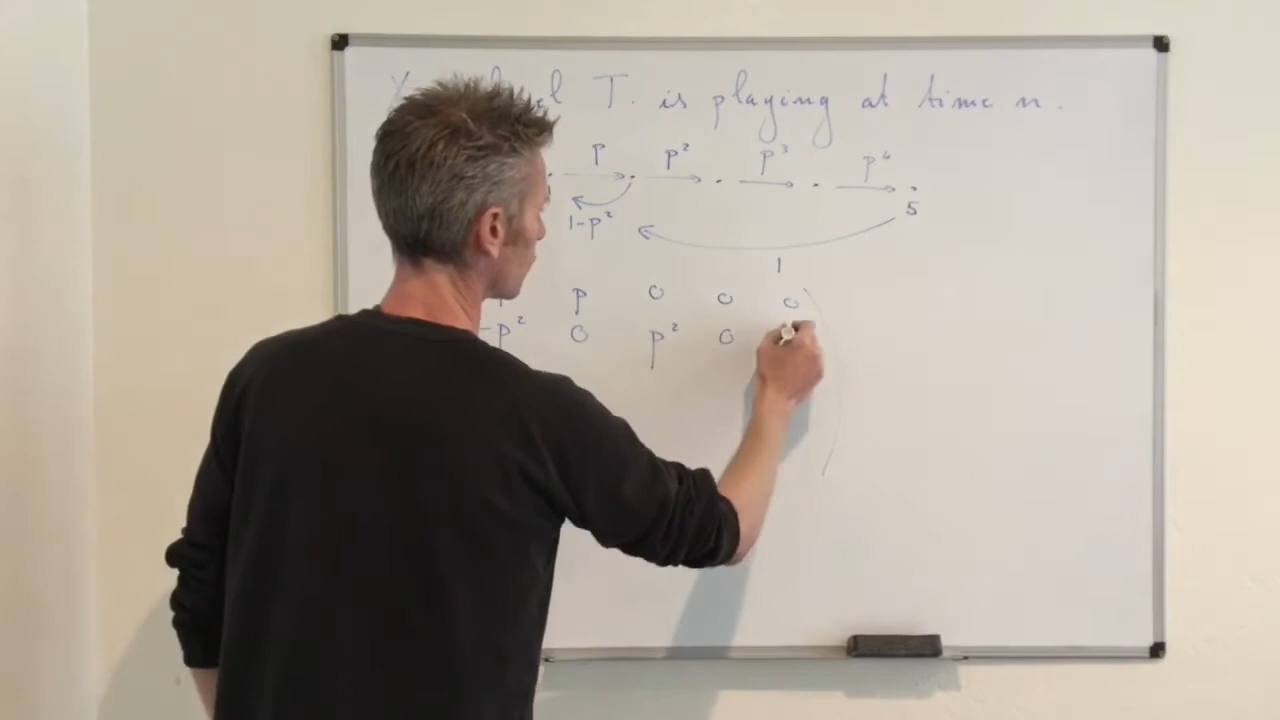 T. is playing at time n.
p p² p³ p⁴
1-p² 5
1
p 0 0 0
-p² 0 p² 0